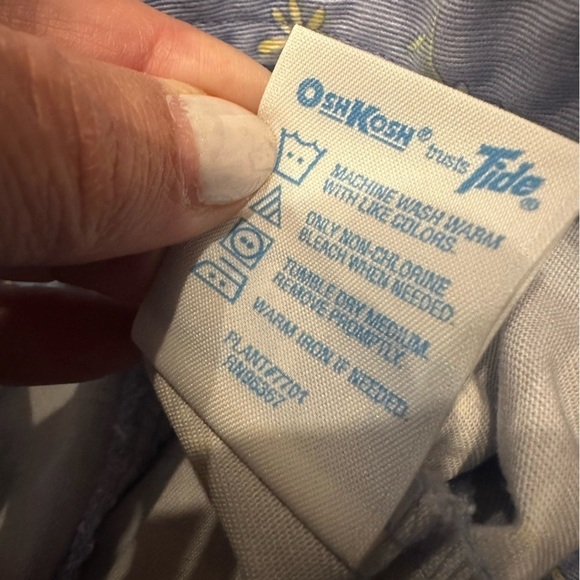 OSHKOSH® trusts Tide®
MACHINE WASH WARM
WITH LIKE COLORS.
ONLY NON-CHLORINE
BLEACH WHEN NEEDED.
TUMBLE DRY MEDIUM.
REMOVE PROMPTLY.
WARM IRON IF NEEDED.
PLANT#7701
RN96367